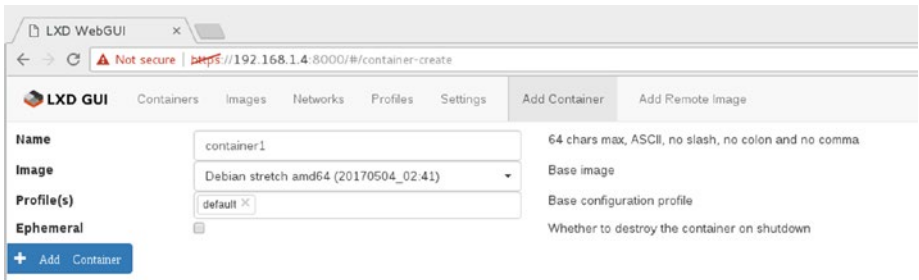 LXD WebGUI ×
Not secure | https://192.168.1.4:8000/#/container-create
LXD GUI Containers Images Networks Profiles Settings Add Container Add Remote Image
Name container1 64 chars max, ASCII, no slash, no colon and no comma
Image Debian stretch amd64 (20170504_02:41) Base image
Profile(s) default × Base configuration profile
Ephemeral Whether to destroy the container on shutdown
+ Add Container